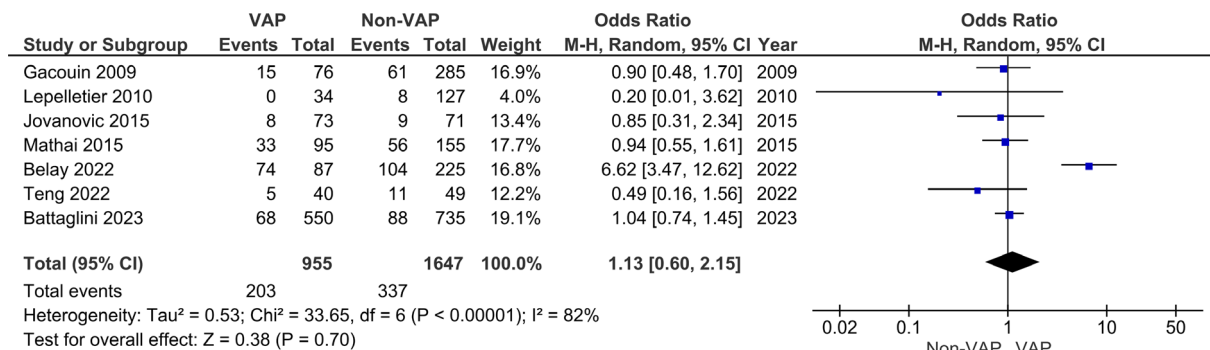 VAP Non-VAP Odds Ratio Odds Ratio
Study or Subgroup Events Total Events Total Weight M-H, Random, 95% CI Year M-H, Random, 95% CI
Gacouin 2009 15 76 61 285 16.9% 0.90 [0.48, 1.70] 2009
Lepelletier 2010 0 34 8 127 4.0% 0.20 [0.01, 3.62] 2010
Jovanovic 2015 8 73 9 71 13.4% 0.85 [0.31, 2.34] 2015
Mathai 2015 33 95 56 155 17.7% 0.94 [0.55, 1.61] 2015
Belay 2022 74 87 104 225 16.8% 6.62 [3.47, 12.62] 2022
Teng 2022 5 40 11 49 12.2% 0.49 [0.16, 1.56] 2022
Battaglini 2023 68 550 88 735 19.1% 1.04 [0.74, 1.45] 2023
Total (95% CI) 955 1647 100.0% 1.13 [0.60, 2.15]
Total events 203 337
Heterogeneity: Tau² = 0.53; Chi² = 33.65, df = 6 (P < 0.00001); I² = 82%
Test for overall effect: Z = 0.38 (P = 0.70)
0.02 0.1 1 10 50
Non-VAP VAP